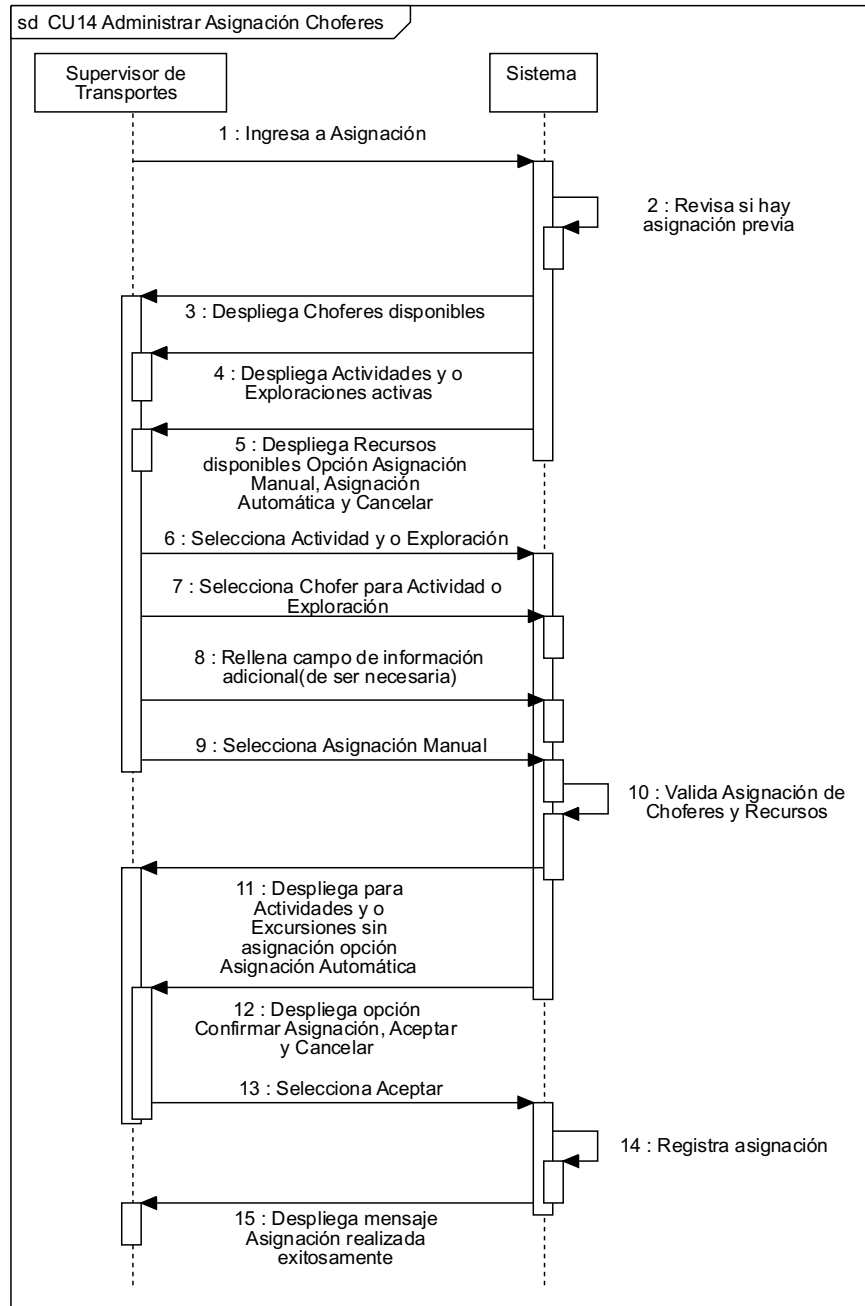 sd CU14 Administrar Asignación Choferes
Supervisor de
Transportes
Sistema
1 : Ingresa a Asignación
2 : Revisa si hay
asignación previa
3 : Despliega Choferes disponibles
4 : Despliega Actividades y o
Exploraciones activas
5 : Despliega Recursos
disponibles Opción Asignación
Manual, Asignación
Automática y Cancelar
6 : Selecciona Actividad y o Exploración
7 : Selecciona Chofer para Actividad o
Exploración
8 : Rellena campo de información
adicional(de ser necesaria)
9 : Selecciona Asignación Manual
10 : Valida Asignación de
Choferes y Recursos
11 : Despliega para
Actividades y o
Excursiones sin
asignación opción
Asignación Automática
12 : Despliega opción
Confirmar Asignación, Aceptar
y Cancelar
13 : Selecciona Aceptar
14 : Registra asignación
15 : Despliega mensaje
Asignación realizada
exitosamente